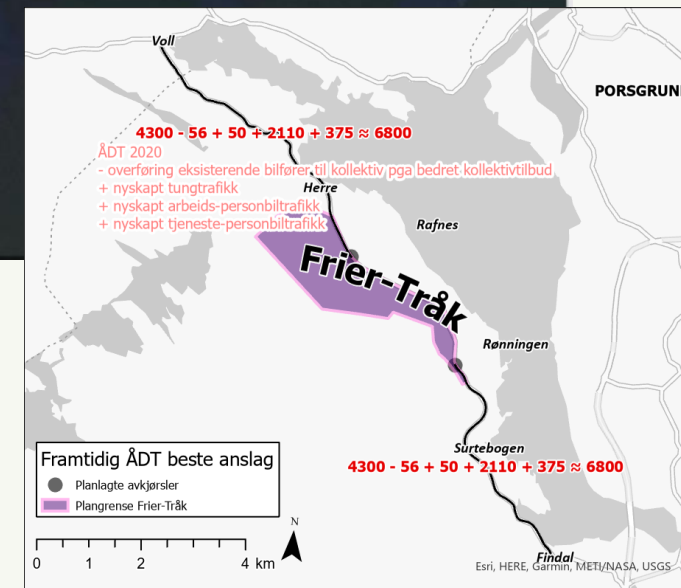 Voll
PORSGRUN
4300 - 56 + 50 + 2110 + 375 ≈ 6800
ÅDT 2020
- overføring eksisterende bilfører til kollektiv pga bedret kollektivtilbud
+ nyskapt tungtrafikk
Herre
+ nyskapt arbeids-personbiltrafikk
+ nyskapt tjeneste-personbiltrafikk
Rafnes
Frier-Tråk
Rønningen
Surtebogen
4300 - 56 + 50 + 2110 + 375 ≈ 6800
Framtidig ÅDT beste anslag
Planlagte avkjørsler
Plangrense Frier-Tråk
N
0 1 2 4 km
Findal
Esri, HERE, Garmin, METI/NASA, USGS